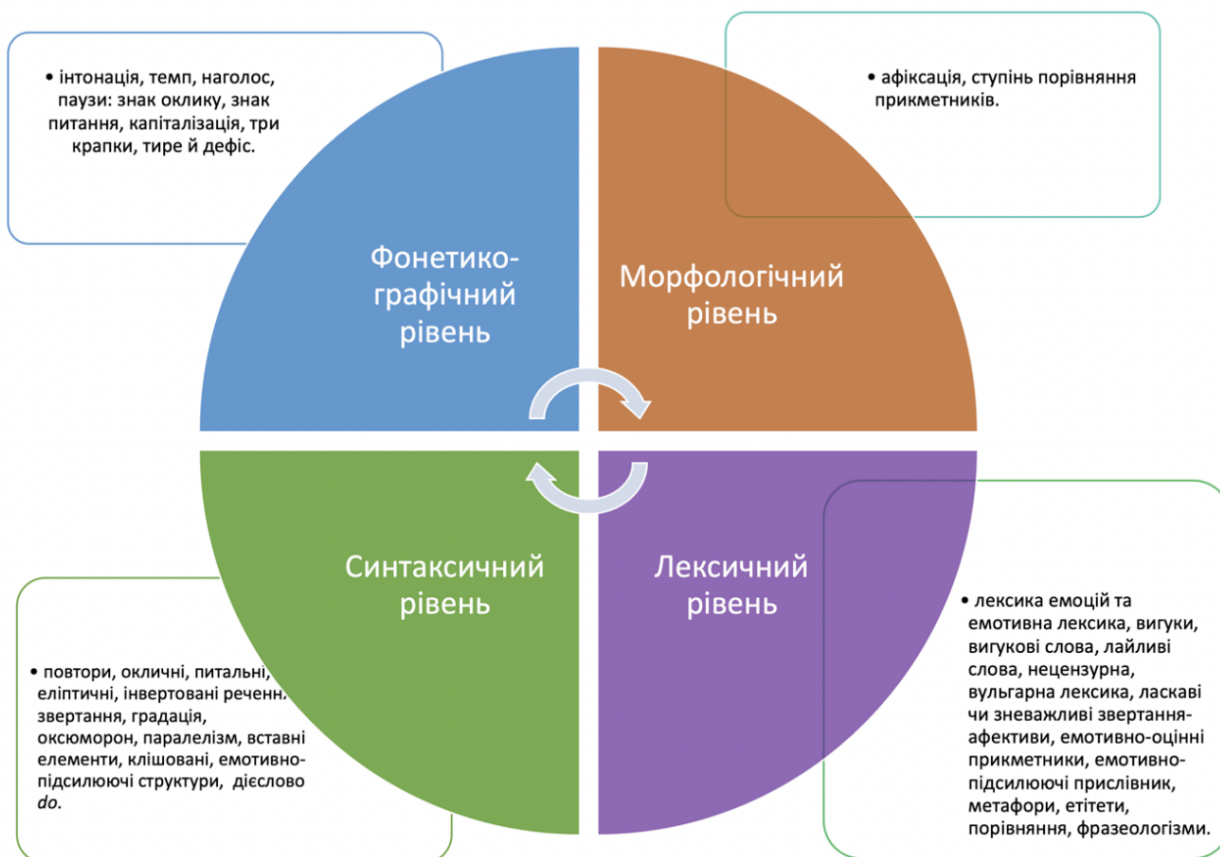 • інтонація, темп, наголос,
паузи: знак оклику, знак
питання, капіталізація, три
крапки, тире й дефіс.
• афіксація, ступінь порівняння
прикметників.
Фонетико-
графічний
рівень
Морфологічний
рівень
Синтаксичний
рівень
Лексичний
рівень
• повтори, окличні, питальні,
еліптичні, інвертовані реченн
звертання, градація,
оксюморон, паралелізм, вставні
елементи, клішовані, емотивно-
підсилюючі структури, дієслово
do.
• лексика емоцій та
емотивна лексика, вигуки,
вигукові слова, лайливі
слова, нецензурна,
вульгарна лексика, ласкаві
чи зневажливі звертання-
афективи, емотивно-оцінні
прикметники, емотивно-
підсилюючі прислівник,
метафори, етітети,
порівняння, фразеологізми.